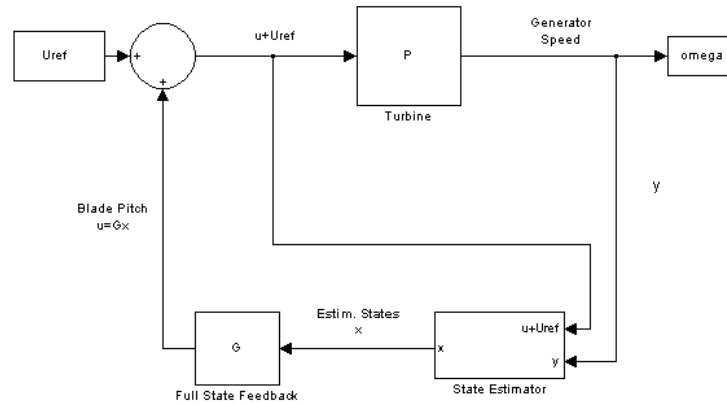 Uref
+
+
u+Uref
P
Turbine
Generator
Speed
omega
y
Blade Pitch
u=Gx
Estim. States
x
G
Full State Feedback
x
u+Uref
y
State Estimator